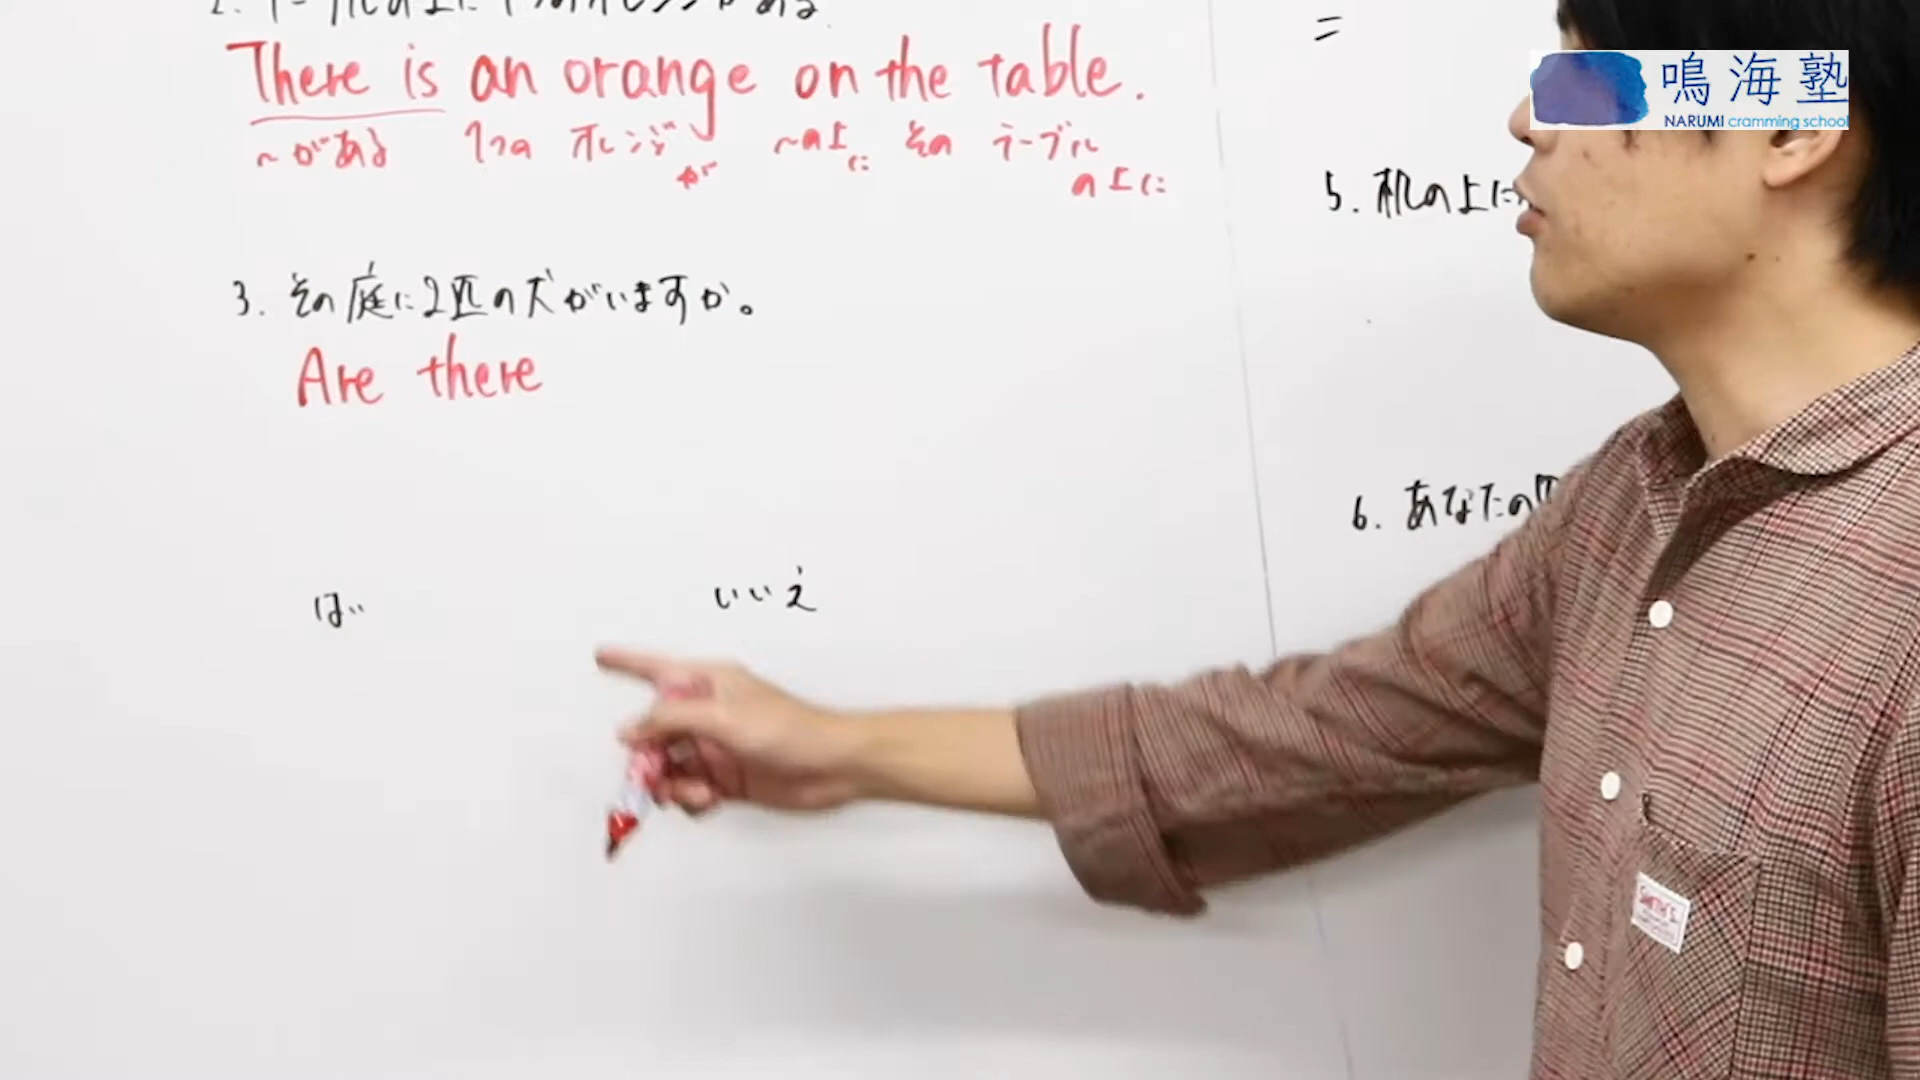 There is an orange on the table.
~がある 1つの オレンジが ~の上に その テーブルの上に
3. その庭に2匹の犬がいますか。
Are there
はい いいえ
=
5. 机の上に
6. あなたの
鳴海塾
NARUMI cramming school